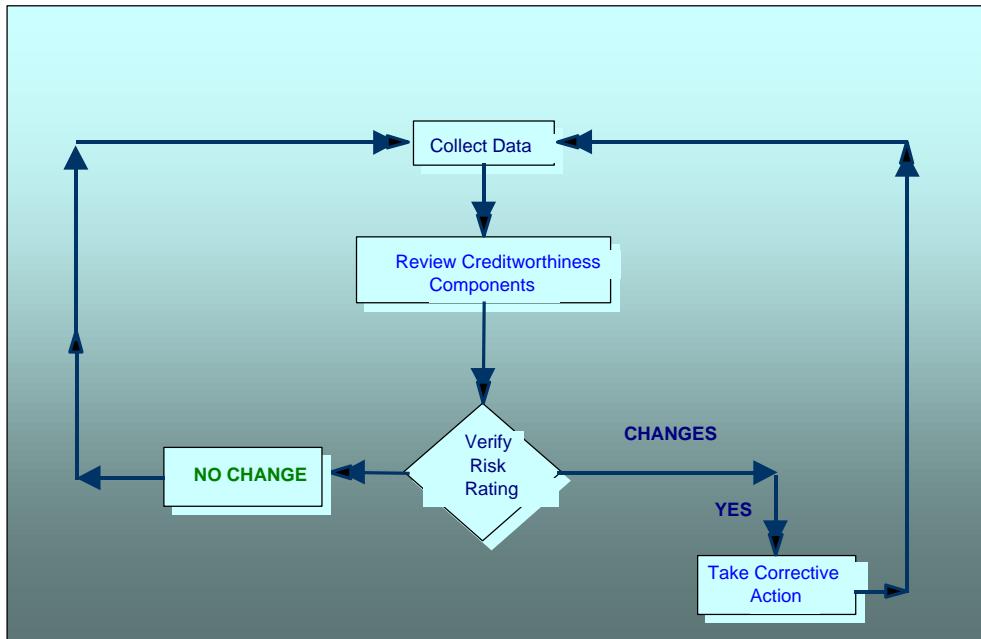 Collect Data
Review Creditworthiness
Components
Verify
Risk
Rating
CHANGES
NO CHANGE
YES
Take Corrective
Action